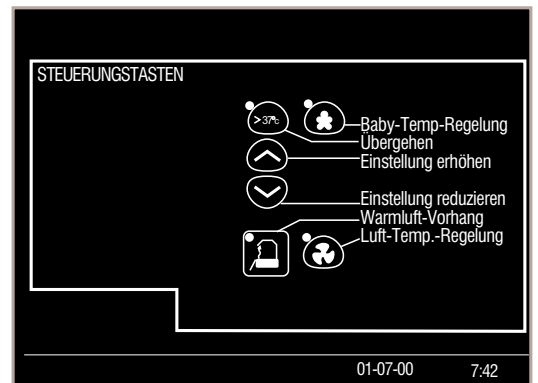 STEUERUNGSTASTEN
>37°c
Baby-Temp-Regelung
Übergehen
Einstellung erhöhen
Einstellung reduzieren
Warmluft-Vorhang
Luft-Temp.-Regelung
01-07-00 7:42